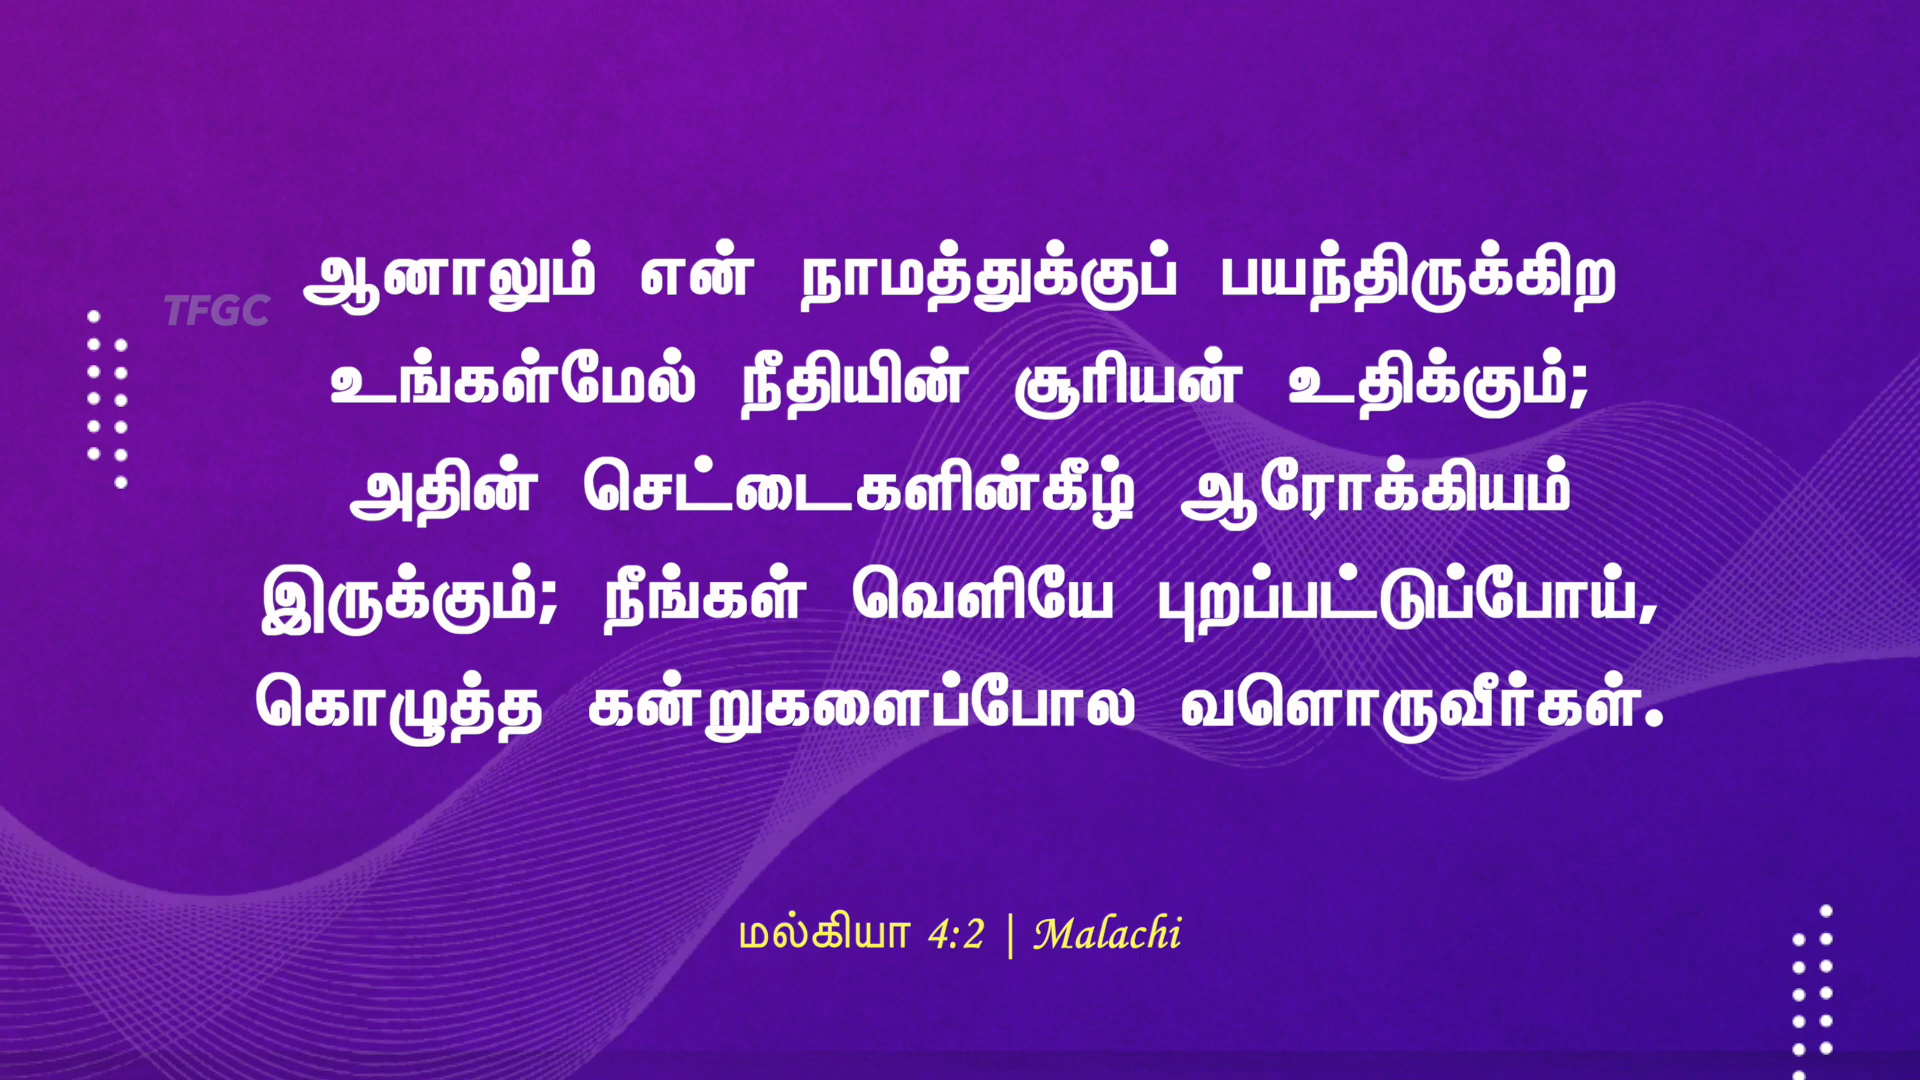 TFGC
ஆனாலும் என் நாமத்துக்குப் பயந்திருக்கிற
உங்கள்மேல் நீதியின் சூரியன் உதிக்கும்;
அதின் செட்டைகளின்கீழ் ஆரோக்கியம்
இருக்கும்; நீங்கள் வெளியே புறப்பட்டுப்போய்,
கொழுத்த கன்றுகளைப்போல வளொருவீர்கள்.
மல்கியா 4:2 | Malachi